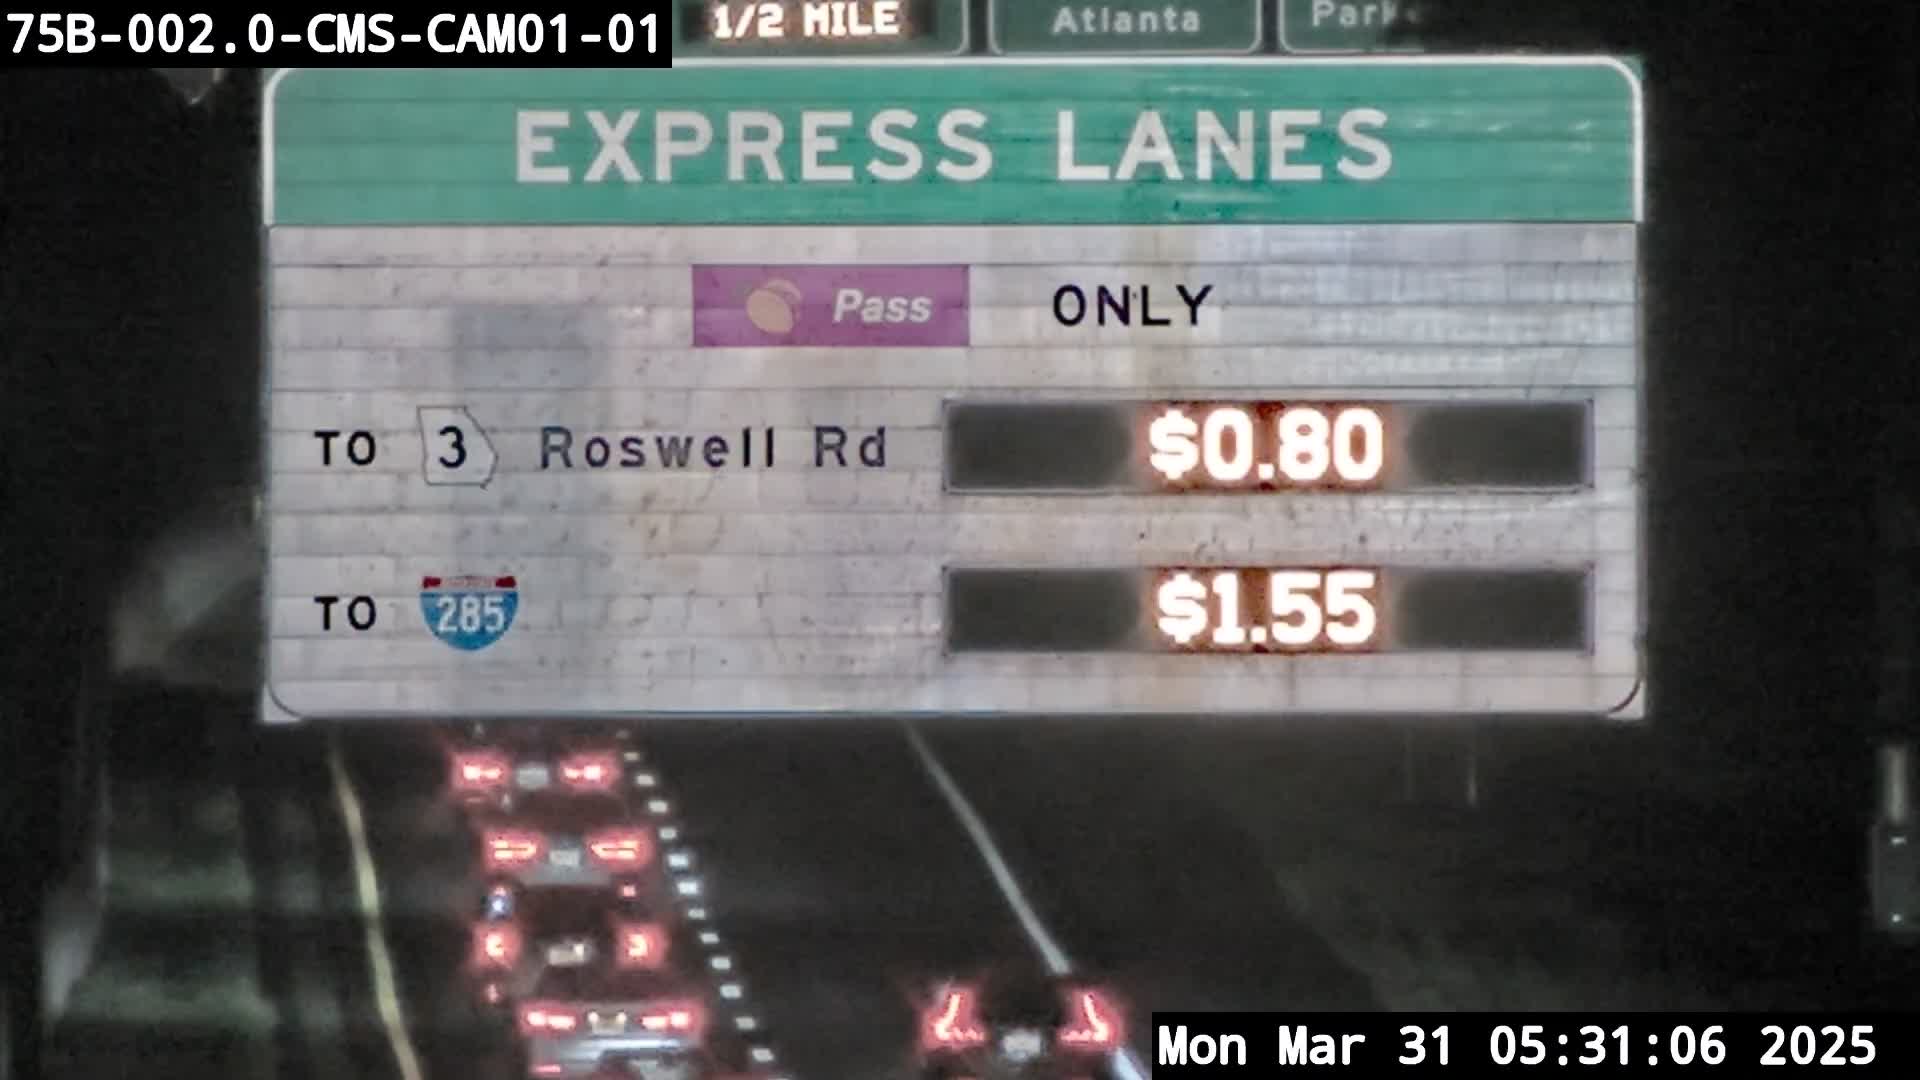 75B-002.0-CMS-CAM01-01
1/2 MILE
Atlanta
EXPRESS LANES
Pass ONLY
TO 3 Roswell Rd $0.80
TO 285 $1.55
Mon Mar 31 05:31:06 2025